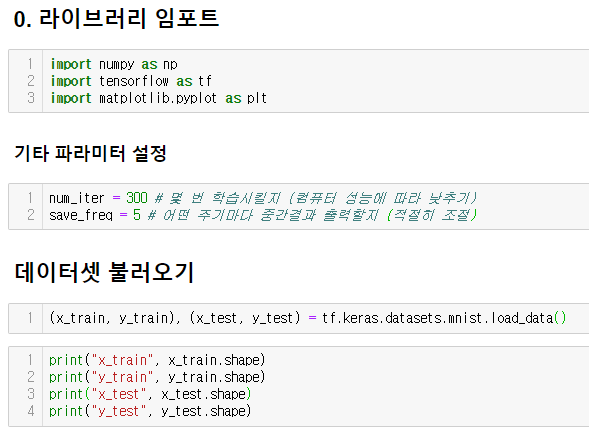 0. 라이브러리 임포트
1 import numpy as np
2 import tensorflow as tf
3 import matplotlib.pyplot as plt
기타 파라미터 설정
1 num_iter = 300 # 몇 번 학습시킬지 (컴퓨터 성능에 따라 낮추기)
2 save_freq = 5 # 어떤 주기마다 중간결과 출력할지 (적절히 조절)
데이터셋 불러오기
1 (x_train, y_train), (x_test, y_test) = tf.keras.datasets.mnist.load_data()
1 print("x_train", x_train.shape)
2 print("y_train", y_train.shape)
3 print("x_test", x_test.shape)
4 print("y_test", y_test.shape)